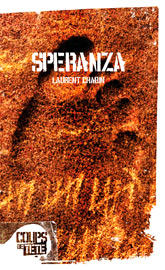 SPERANZA
LAURENT CHABIN
COUPS
DE TÊTE